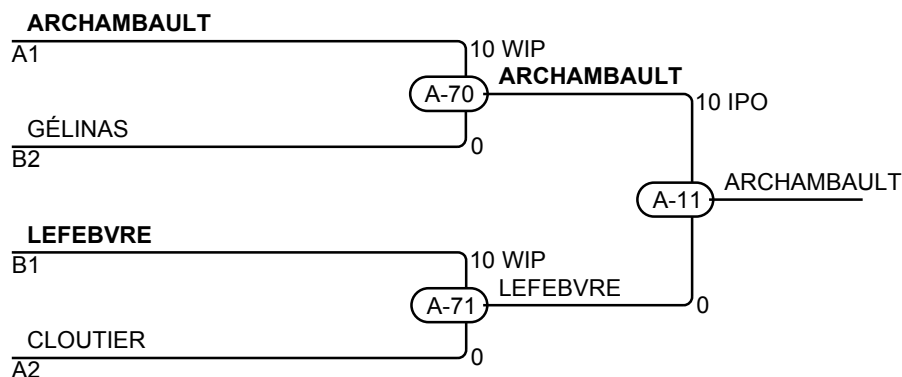 ARCHAMBAULT
A1
10 WIP
ARCHAMBAULT
A-70
10 IPO
GÉLINAS
B2
0
ARCHAMBAULT
A-11
LEFEBVRE
B1
10 WIP
LEFEBVRE
A-71
0
CLOUTIER
A2
0